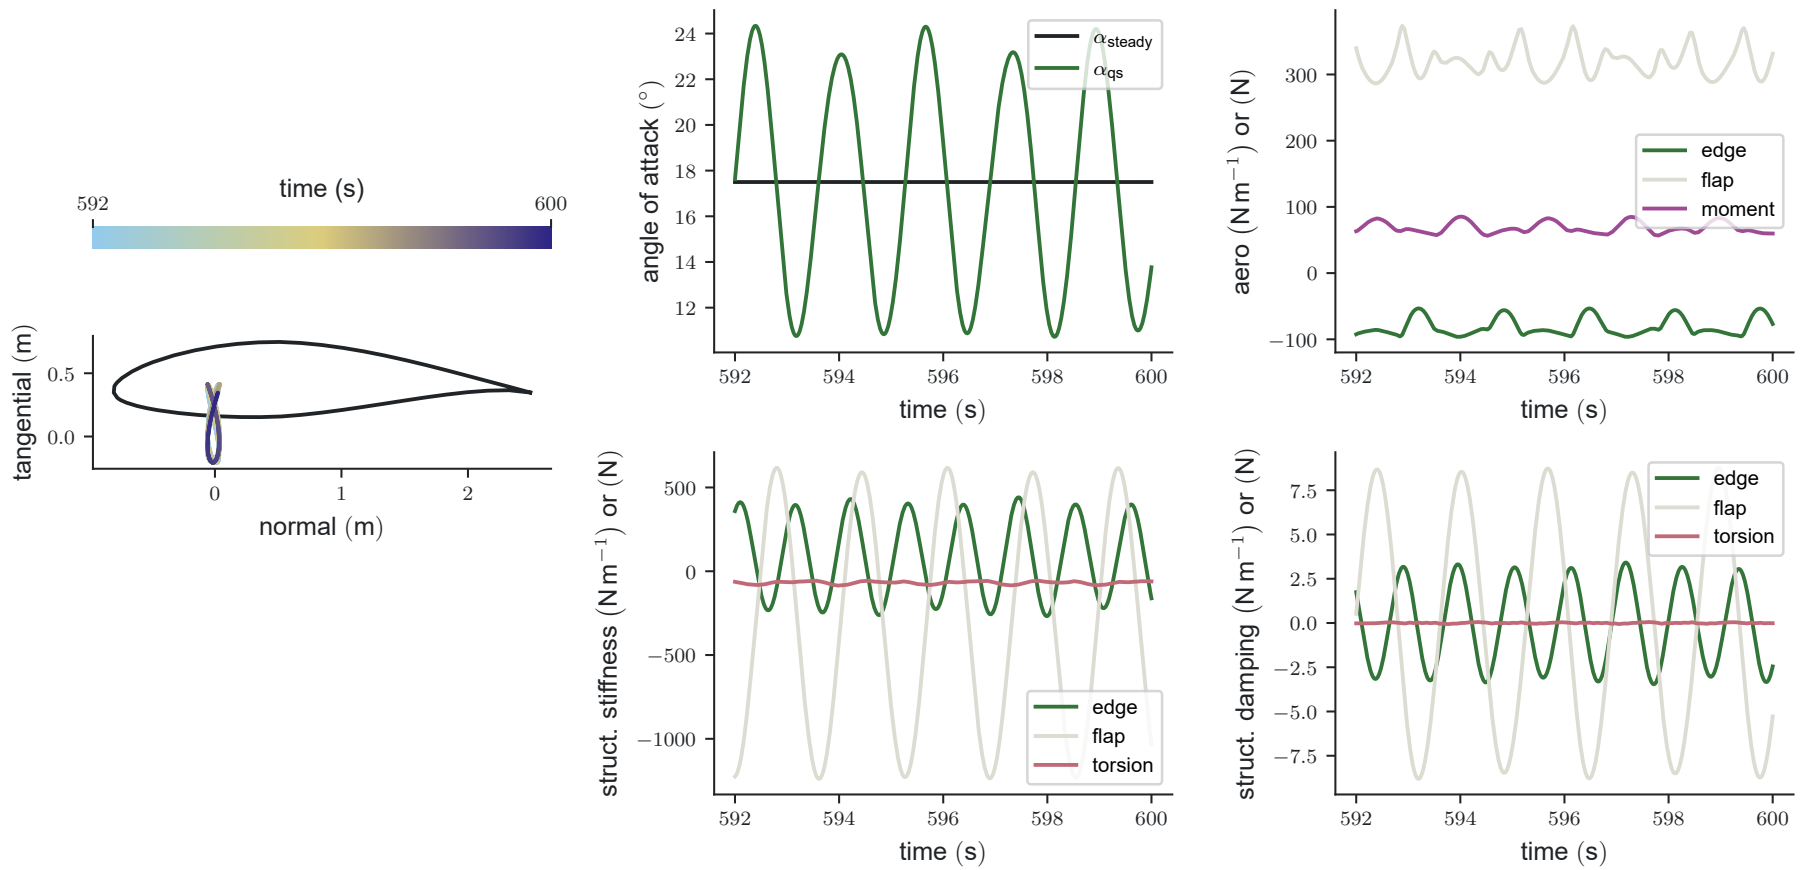 time (s)
592 600
tangential (m)
0.5
0.0
0 1 2
normal (m)
angle of attack (°)
24
22
20
18
16
14
12
α_steady
α_qs
592 594 596 598 600
time (s)
aero (N m⁻¹) or (N)
300
200
100
0
−100
edge
flap
moment
592 594 596 598 600
time (s)
struct. stiffness (N m⁻¹) or (N)
500
0
−500
−1000
edge
flap
torsion
592 594 596 598 600
time (s)
struct. damping (N m⁻¹) or (N)
7.5
5.0
2.5
0.0
−2.5
−5.0
−7.5
edge
flap
torsion
592 594 596 598 600
time (s)